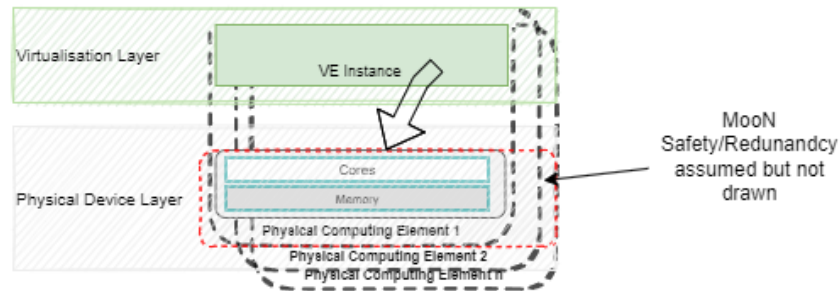 Virtualisation Layer
VE Instance
MooN
Safety/Redunandcy
assumed but not
drawn
Cores
Memory
Physical Device Layer
Physical Computing Element 1
Physical Computing Element 2
Physical Computing Element n